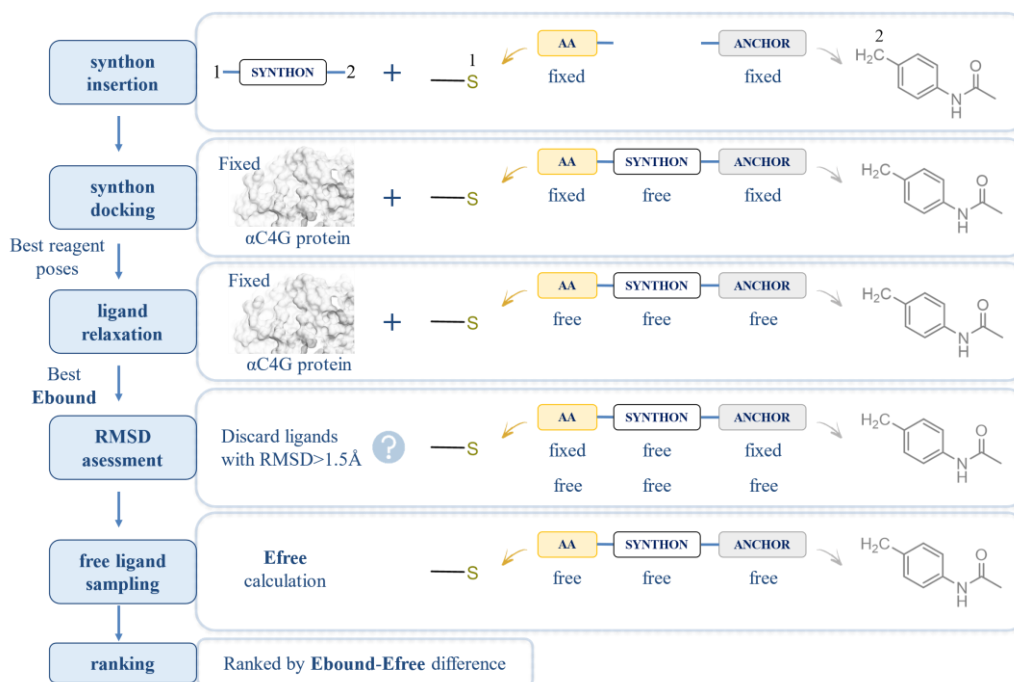 synthon
insertion
1
SYNTHON
2
+
1
S
AA
fixed
ANCHOR
fixed
2
H2C
O
N
H
synthon
docking
Fixed
αC4G protein
+
S
AA
fixed
SYNTHON
free
ANCHOR
fixed
H2C
O
N
H
Best reagent
poses
ligand
relaxation
Fixed
αC4G protein
+
S
AA
free
SYNTHON
free
ANCHOR
free
H2C
O
N
H
Best
Ebound
RMSD
asessment
Discard ligands
with RMSD>1.5Å
?
S
AA
SYNTHON
ANCHOR
fixed
free
fixed
free
free
free
H2C
O
N
H
free ligand
sampling
Efree
calculation
S
AA
free
SYNTHON
free
ANCHOR
free
H2C
O
N
H
ranking
Ranked by Ebound-Efree difference